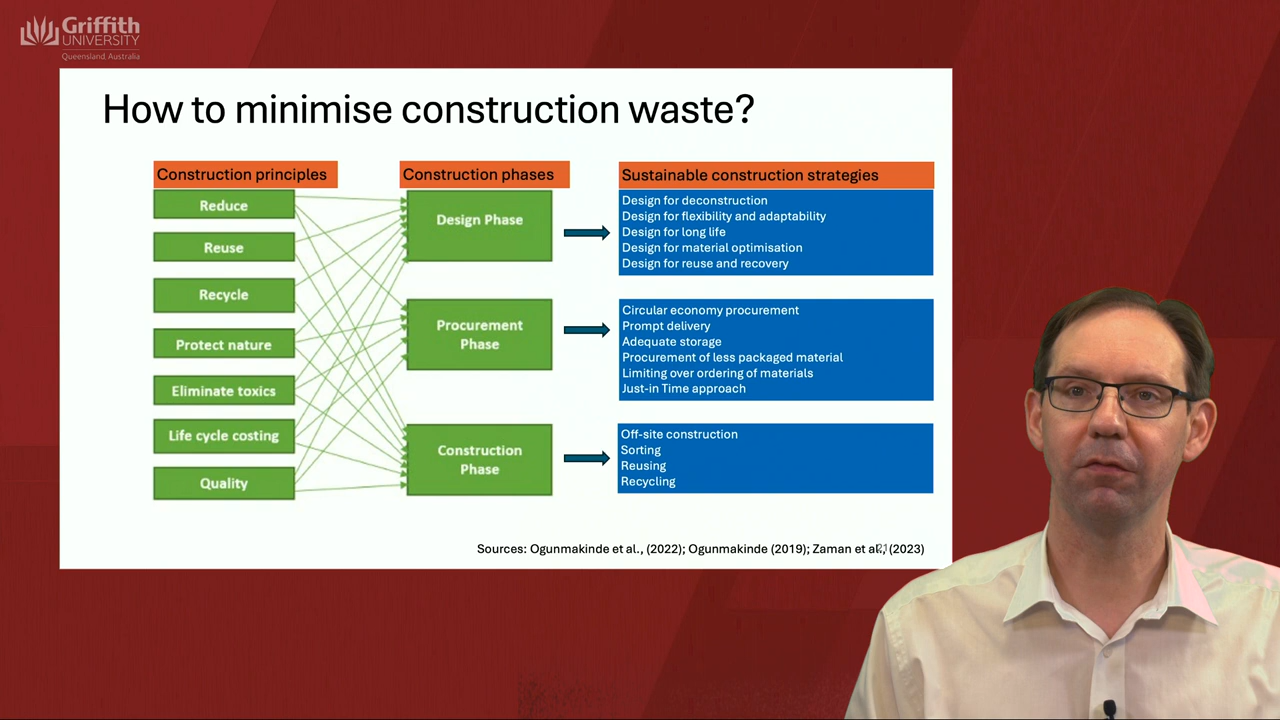 Griffith
UNIVERSITY
Queensland, Australia
How to minimise construction waste?
Construction principles
Reduce
Reuse
Recycle
Protect nature
Eliminate toxics
Life cycle costing
Quality
Construction phases
Design Phase
Procurement
Phase
Construction
Phase
Sustainable construction strategies
Design for deconstruction
Design for flexibility and adaptability
Design for long life
Design for material optimisation
Design for reuse and recovery
Circular economy procurement
Prompt delivery
Adequate storage
Procurement of less packaged material
Limiting over ordering of materials
Just-in Time approach
Off-site construction
Sorting
Reusing
Recycling
Sources: Ogunmakinde et al., (2022); Ogunmakinde (2019); Zaman et al., (2023)